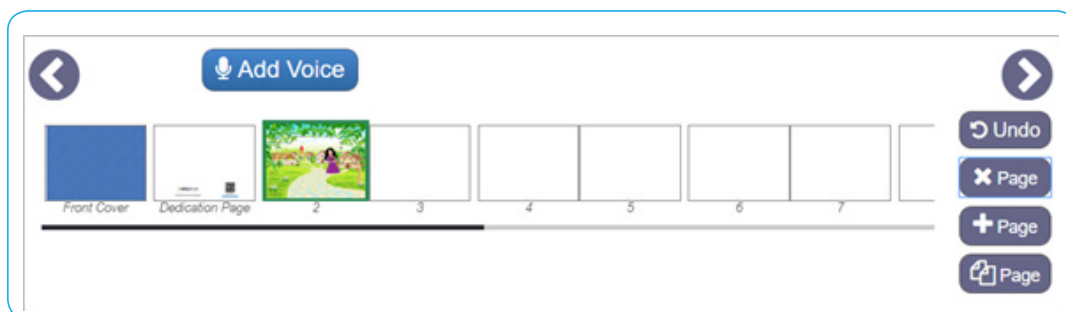 Add Voice
Undo
Page
Page
Page
Front Cover
Dedication Page
2
3
4
5
6
7